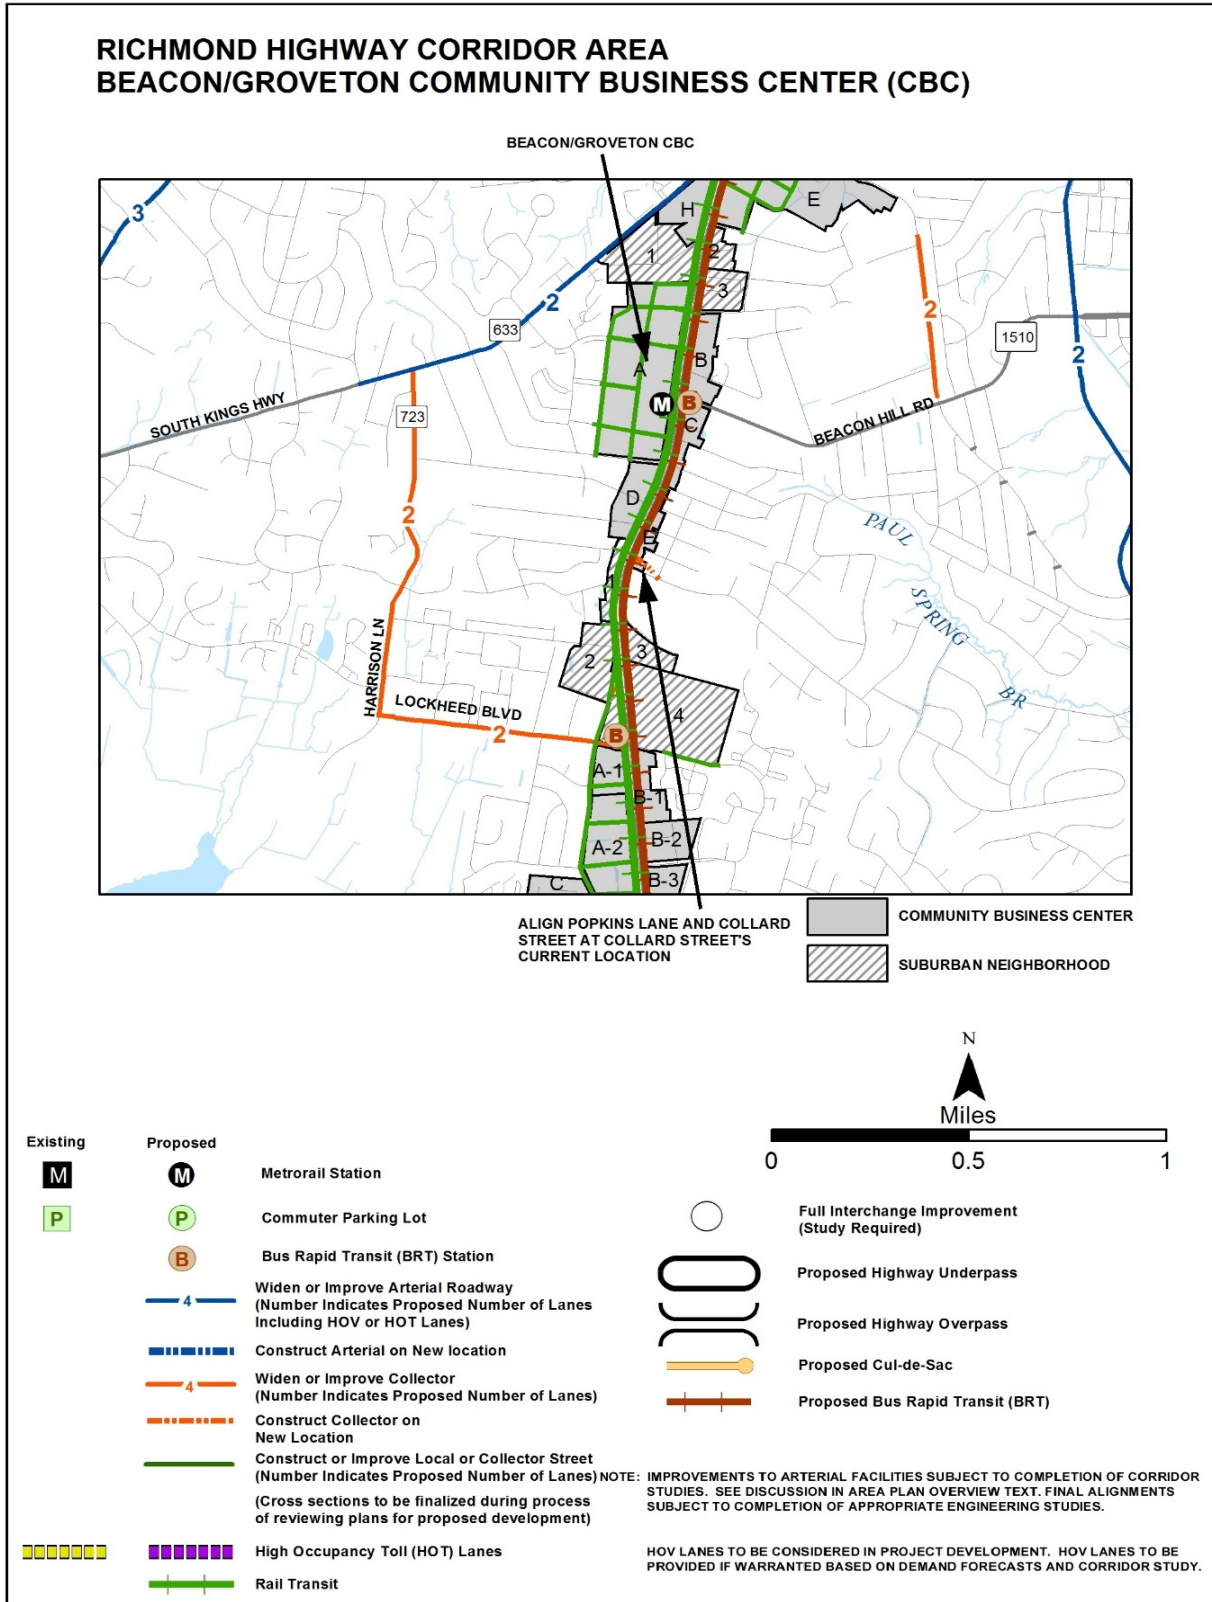 RICHMOND HIGHWAY CORRIDOR AREA
BEACON/GROVETON COMMUNITY BUSINESS CENTER (CBC)
BEACON/GROVETON CBC
3
H
E
1
2
3
2
2
633
1510
2
A
B
M
B
C
SOUTH KINGS HWY
723
BEACON HILL RD
D
2
E
PAUL
SPRING
BR
1
HARRISON LN
2
3
LOCKHEED BLVD
2
4
B
A-1
B-1
A-2
B-2
C
B-3
ALIGN POPKINS LANE AND COLLARD
STREET AT COLLARD STREET'S
CURRENT LOCATION
COMMUNITY BUSINESS CENTER
SUBURBAN NEIGHBORHOOD
N
Miles
0 0.5 1
Existing Proposed
M M Metrorail Station
P P Commuter Parking Lot
B Bus Rapid Transit (BRT) Station
4 Widen or Improve Arterial Roadway
(Number Indicates Proposed Number of Lanes
Including HOV or HOT Lanes)
Construct Arterial on New location
4 Widen or Improve Collector
(Number Indicates Proposed Number of Lanes)
Construct Collector on
New Location
Construct or Improve Local or Collector Street
(Number Indicates Proposed Number of Lanes)
(Cross sections to be finalized during process
of reviewing plans for proposed development)
High Occupancy Toll (HOT) Lanes
Rail Transit
Full Interchange Improvement
(Study Required)
Proposed Highway Underpass
Proposed Highway Overpass
Proposed Cul-de-Sac
Proposed Bus Rapid Transit (BRT)
NOTE: IMPROVEMENTS TO ARTERIAL FACILITIES SUBJECT TO COMPLETION OF CORRIDOR
STUDIES. SEE DISCUSSION IN AREA PLAN OVERVIEW TEXT. FINAL ALIGNMENTS
SUBJECT TO COMPLETION OF APPROPRIATE ENGINEERING STUDIES.
HOV LANES TO BE CONSIDERED IN PROJECT DEVELOPMENT. HOV LANES TO BE
PROVIDED IF WARRANTED BASED ON DEMAND FORECASTS AND CORRIDOR STUDY.